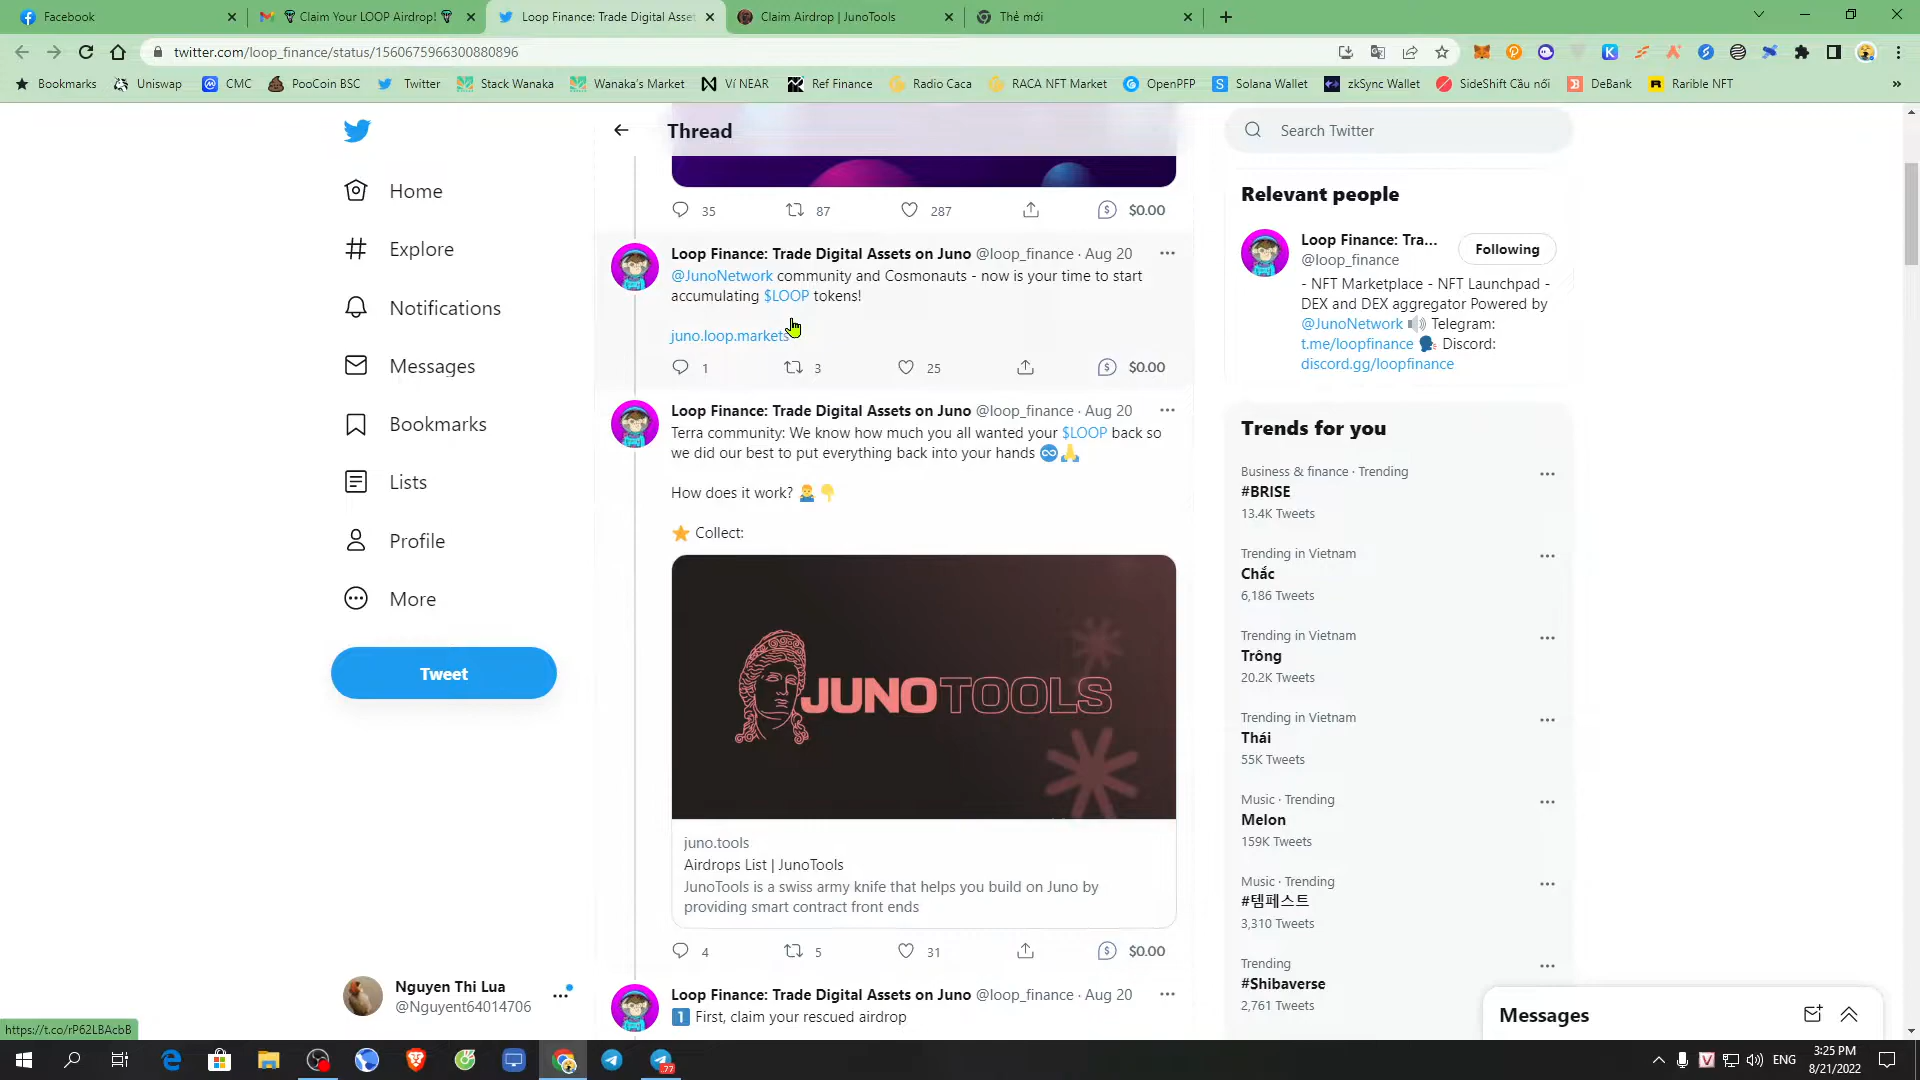 Facebook
Claim Your LOOP Airdrop!
Loop Finance: Trade Digital Asset
Claim Airdrop | JunoTools
Thẻ mới
twitter.com/loop_finance/status/1560675966300880896
Bookmarks
Uniswap
CMC
PooCoin BSC
Twitter
Stack Wanaka
Wanaka's Market
Ví NEAR
Ref Finance
Radio Caca
RACA NFT Market
OpenPFP
Solana Wallet
zkSync Wallet
SideShift Cầu nối
DeBank
Rarible NFT
Home
Explore
Notifications
Messages
Bookmarks
Lists
Profile
More
Tweet
Nguyen Thi Lua
@Nguyent64014706
https://t.co/rP62LBAcbB
Thread
35 87 287 $0.00
Loop Finance: Trade Digital Assets on Juno @loop_finance · Aug 20
@JunoNetwork community and Cosmonauts - now is your time to start
accumulating $LOOP tokens!
juno.loop.markets
1 3 25 $0.00
Loop Finance: Trade Digital Assets on Juno @loop_finance · Aug 20
Terra community: We know how much you all wanted your $LOOP back so
we did our best to put everything back into your hands ♾️🙏
How does it work? 🤷‍♂️👇
⭐ Collect:
JUNOTOOLS
juno.tools
Airdrops List | JunoTools
JunoTools is a swiss army knife that helps you build on Juno by
providing smart contract front ends
4 5 31 $0.00
Loop Finance: Trade Digital Assets on Juno @loop_finance · Aug 20
1️⃣ First, claim your rescued airdrop
Search Twitter
Relevant people
Loop Finance: Tra...
@loop_finance
Following
- NFT Marketplace - NFT Launchpad -
DEX and DEX aggregator Powered by
@JunoNetwork 🔊 Telegram:
t.me/loopfinance 🗣️ Discord:
discord.gg/loopfinance
Trends for you
Business & finance · Trending
#BRISE
13.4K Tweets
Trending in Vietnam
Chắc
6,186 Tweets
Trending in Vietnam
Trông
20.2K Tweets
Trending in Vietnam
Thái
55K Tweets
Music · Trending
Melon
159K Tweets
Music · Trending
#템페스트
3,310 Tweets
Trending
#Shibaverse
2,761 Tweets
Messages
77
V
ENG
3:25 PM
8/21/2022